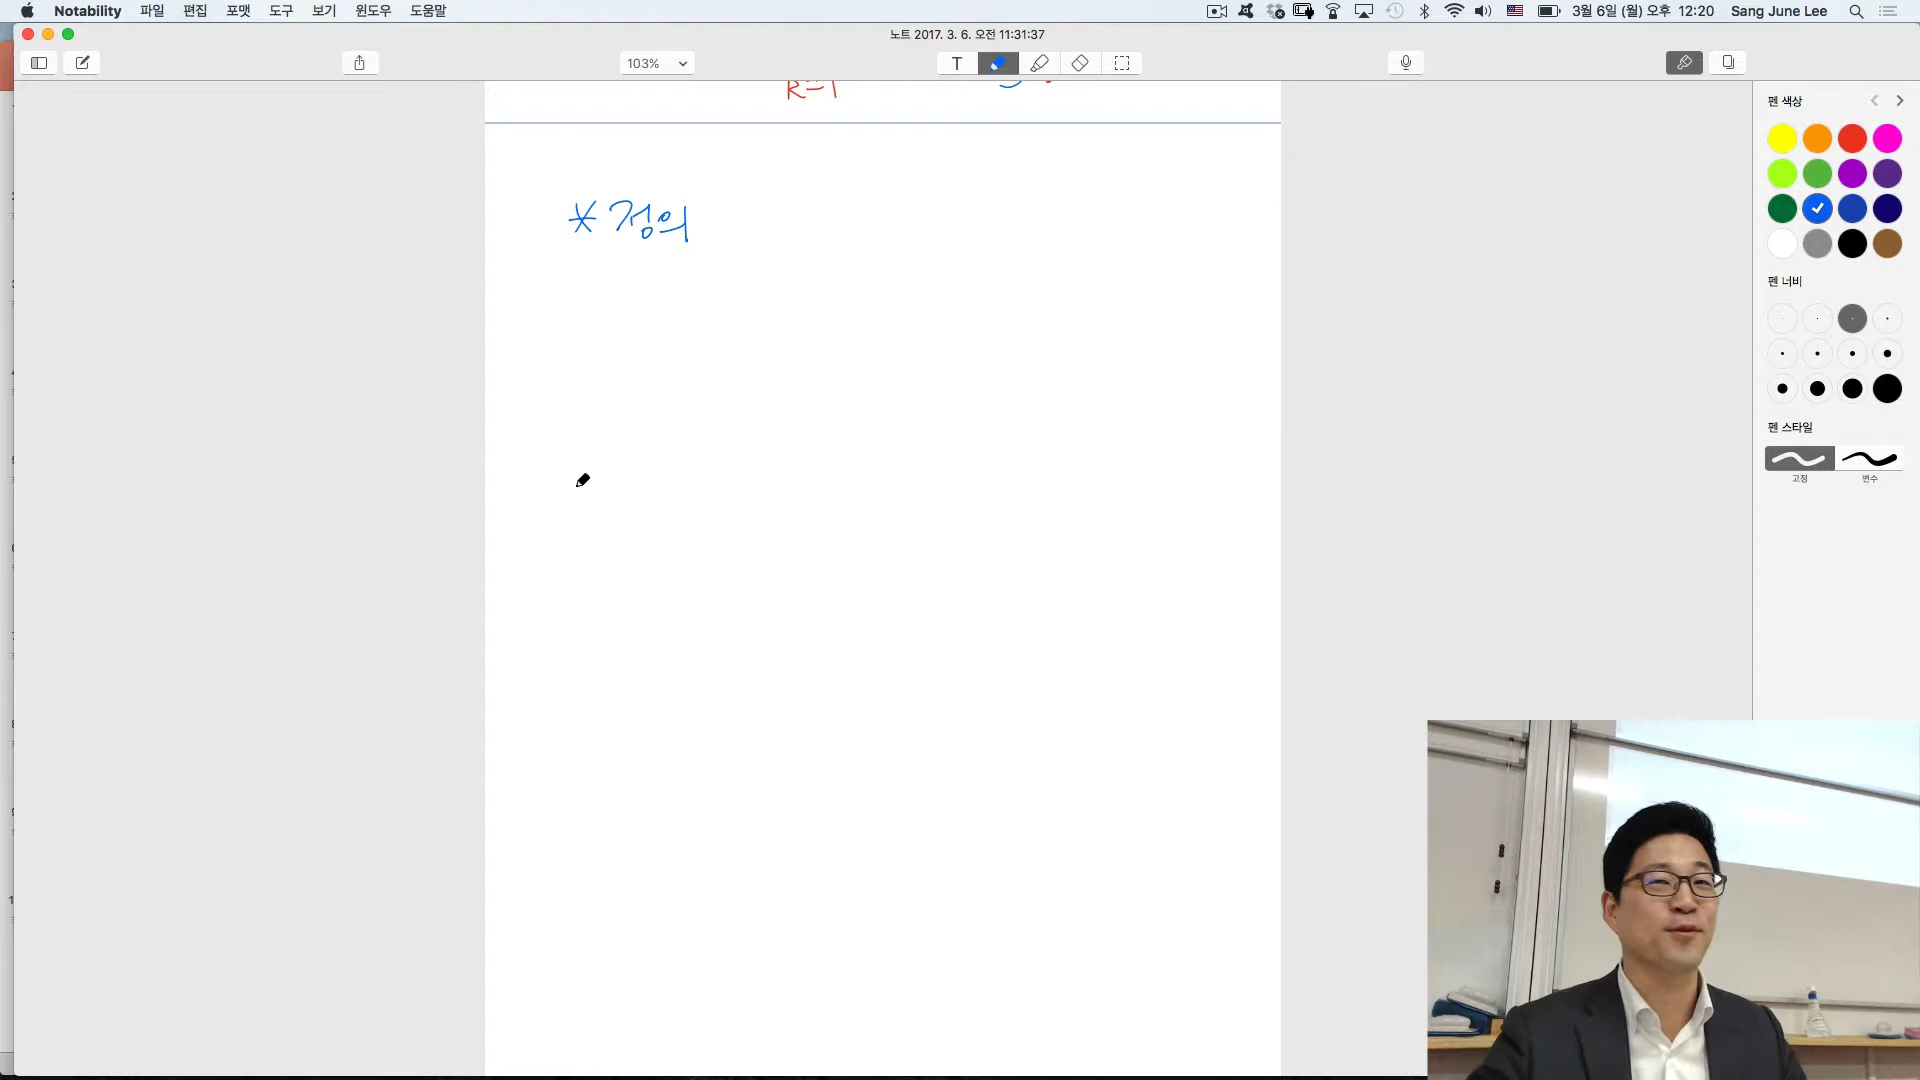 Notability 파일 편집 포맷 도구 보기 윈도우 도움말 3월 6일 (월) 오후 12:20 Sang June Lee
노트 2017. 3. 6. 오전 11:31:37
103% T
펜 색상
k=1
* 정의
펜 너비
펜 스타일
고정 변수